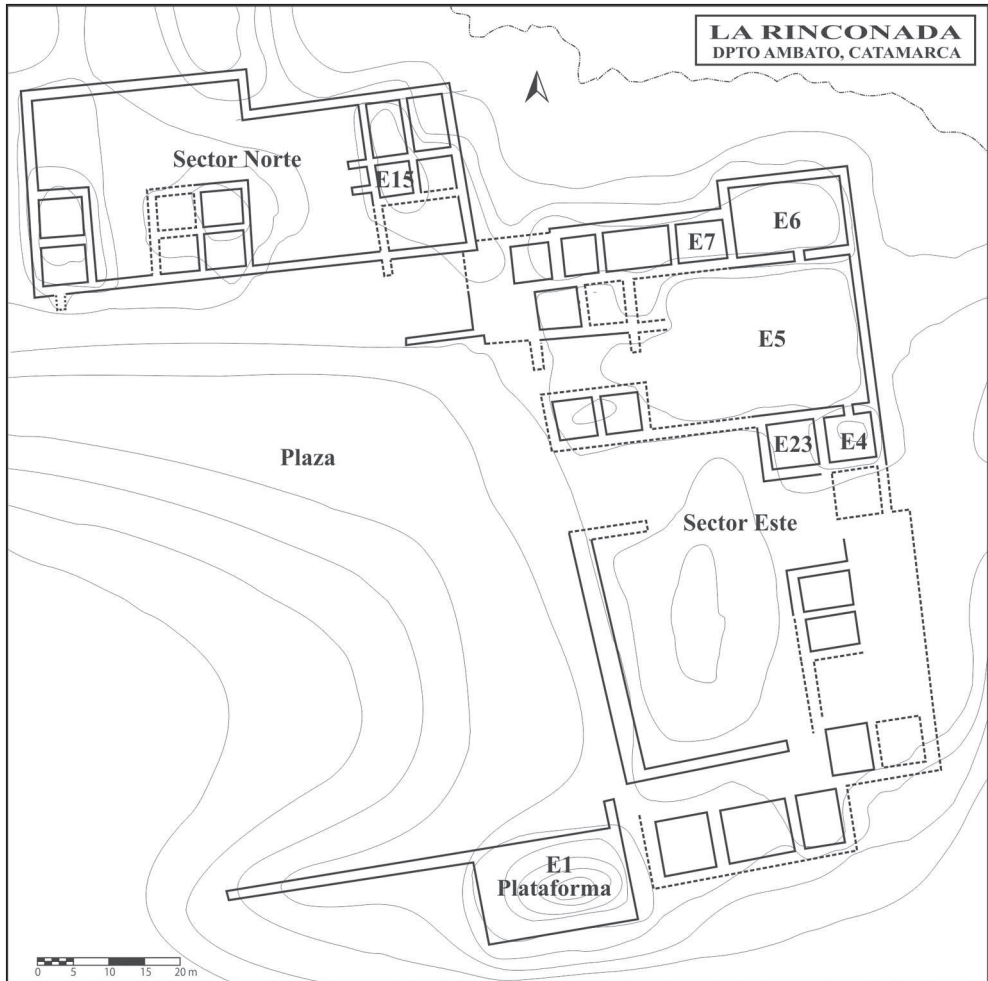 LA RINCONADA
DPTO AMBATO, CATAMARCA
Sector Norte
E15
E7
E6
E5
E23
E4
Plaza
Sector Este
E1
Plataforma
0 5 10 15 20 m